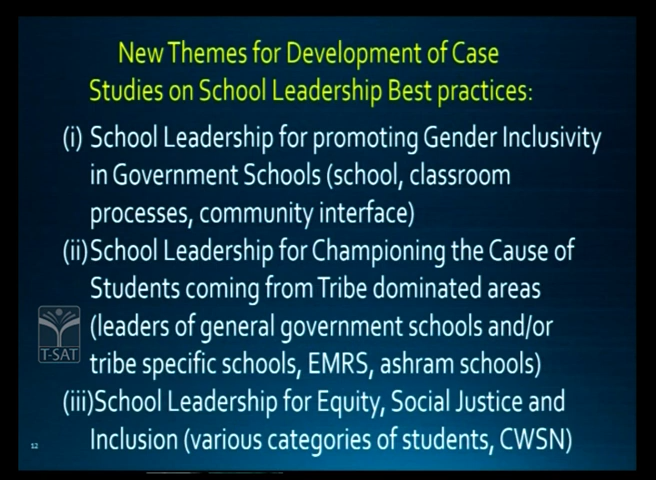 New Themes for Development of Case
Studies on School Leadership Best practices:
(i) School Leadership for promoting Gender Inclusivity
in Government Schools (school, classroom
processes, community interface)
(ii)School Leadership for Championing the Cause of
Students coming from Tribe dominated areas
(leaders of general government schools and/or
tribe specific schools, EMRS, ashram schools)
(iii)School Leadership for Equity, Social Justice and
Inclusion (various categories of students, CWSN)
T-SAT
12